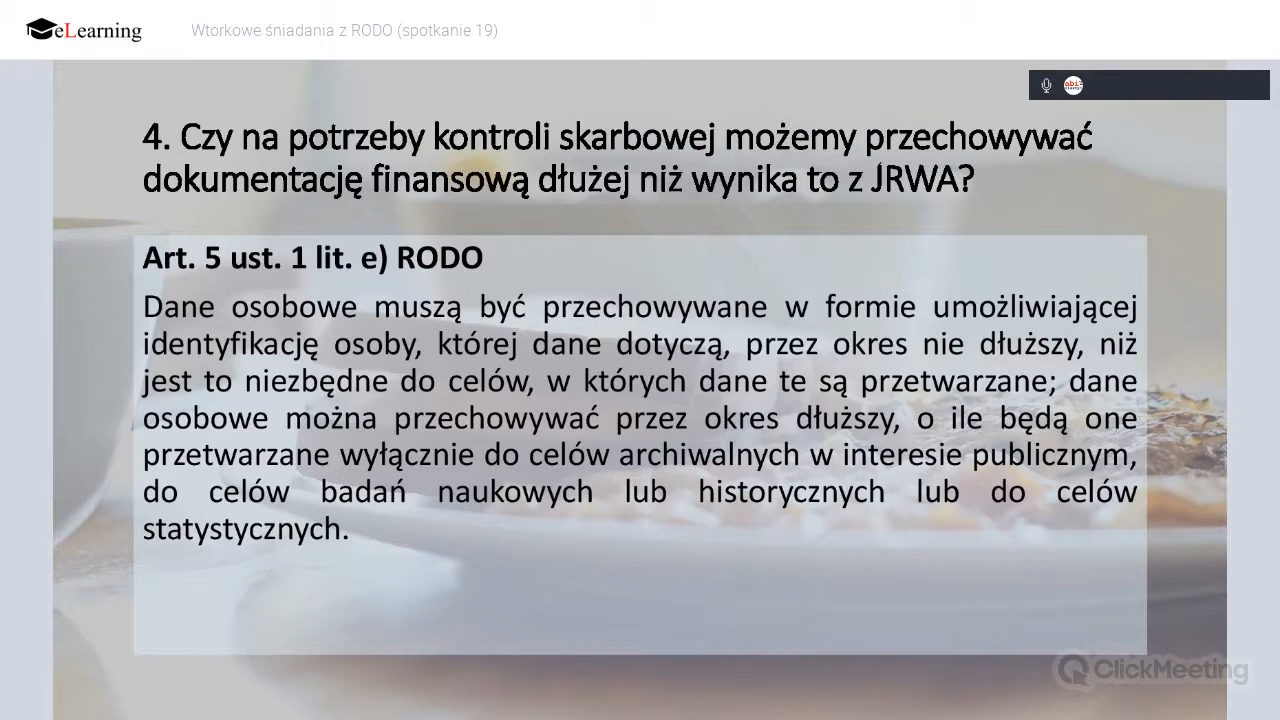 eLearning
Wtorkowe śniadania z RODO (spotkanie 19)
4. Czy na potrzeby kontroli skarbowej możemy przechowywać
dokumentację finansową dłużej niż wynika to z JRWA?
Art. 5 ust. 1 lit. e) RODO
Dane osobowe muszą być przechowywane w formie umożliwiającej
identyfikację osoby, której dane dotyczą, przez okres nie dłuższy, niż
jest to niezbędne do celów, w których dane te są przetwarzane; dane
osobowe można przechowywać przez okres dłuższy, o ile będą one
przetwarzane wyłącznie do celów archiwalnych w interesie publicznym,
do celów badań naukowych lub historycznych lub do celów
statystycznych.
ClickMeeting